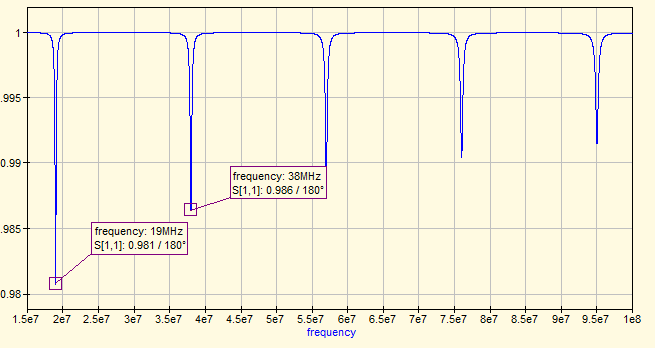 1
0.995
0.99
frequency: 38MHz
S[1,1]: 0.986 / 180°
0.985
frequency: 19MHz
S[1,1]: 0.981 / 180°
0.98
1.5e7 2e7 2.5e7 3e7 3.5e7 4e7 4.5e7 5e7 5.5e7 6e7 6.5e7 7e7 7.5e7 8e7 8.5e7 9e7 9.5e7 1e8
frequency